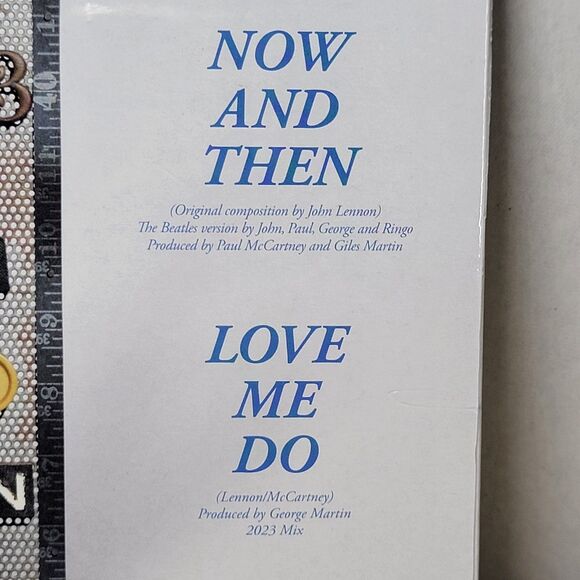 NOW
AND
THEN
(Original composition by John Lennon)
The Beatles version by John, Paul, George and Ringo
Produced by Paul McCartney and Giles Martin
LOVE
ME
DO
(Lennon/McCartney)
Produced by George Martin
2023 Mix